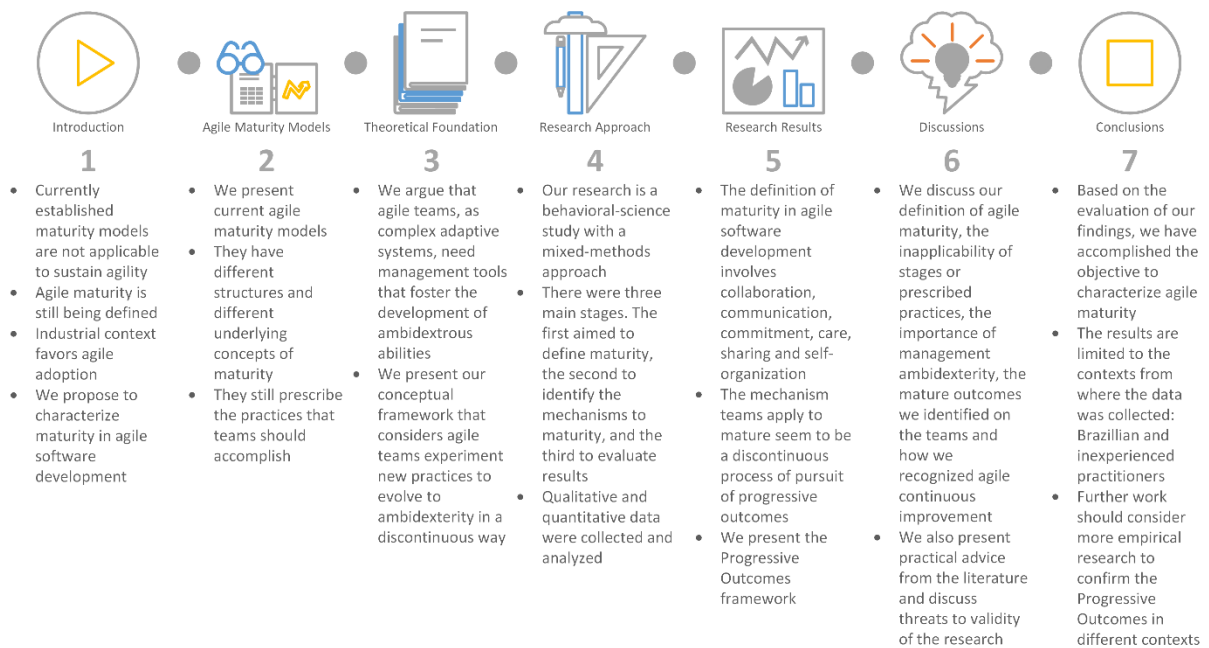 Introduction
1
• Currently
established
maturity models
are not applicable
to sustain agility
• Agile maturity is
still being defined
• Industrial context
favors agile
adoption
• We propose to
characterize
maturity in agile
software
development
Agile Maturity Models
2
• We present
current agile
maturity models
• They have
different
structures and
different
underlying
concepts of
maturity
• They still prescribe
the practices that
teams should
accomplish
Theoretical Foundation
3
• We argue that
agile teams, as
complex adaptive
systems, need
management tools
that foster the
development of
ambidextrous
abilities
• We present our
conceptual
framework that
considers agile
teams experiment
new practices to
evolve to
ambidexterity in a
discontinuous way
Research Approach
4
• Our research is a
behavioral-science
study with a
mixed-methods
approach
• There were three
main stages. The
first aimed to
define maturity,
the second to
identify the
mechanisms to
maturity, and the
third to evaluate
results
• Qualitative and
quantitative data
were collected and
analyzed
Research Results
5
• The definition of
maturity in agile
software
development
involves
collaboration,
communication,
commitment, care,
sharing and self-
organization
• The mechanism
teams apply to
mature seem to be
a discontinuous
process of pursuit
of progressive
outcomes
• We present the
Progressive
Outcomes
framework
Discussions
6
• We discuss our
definition of agile
maturity, the
inapplicability of
stages or
prescribed
practices, the
importance of
management
ambidexterity, the
mature outcomes
we identified on
the teams and
how we
recognized agile
continuous
improvement
• We also present
practical advice
from the literature
and discuss
threats to validity
of the research
Conclusions
7
• Based on the
evaluation of our
findings, we have
accomplished the
objective to
characterize agile
maturity
• The results are
limited to the
contexts from
where the data
was collected:
Brazillian and
inexperienced
practitioners
• Further work
should consider
more empirical
research to
confirm the
Progressive
Outcomes in
different contexts